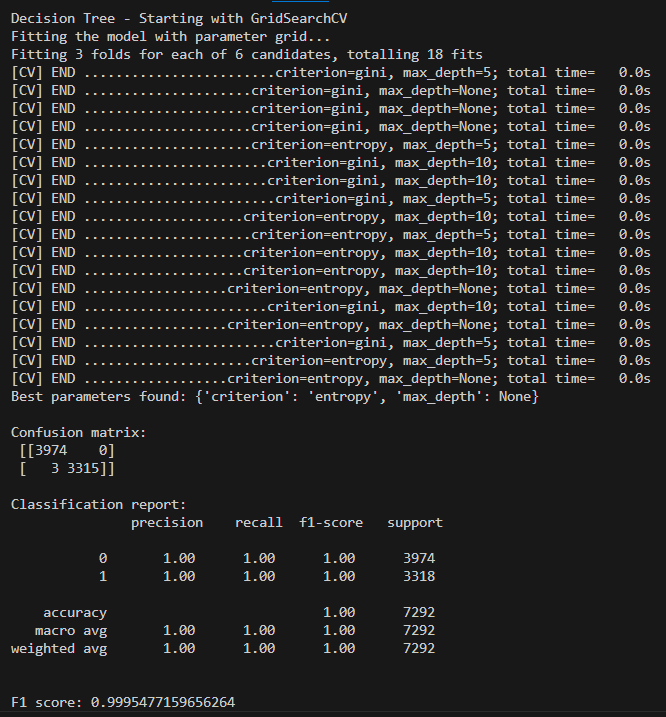 Decision Tree - Starting with GridSearchCV
Fitting the model with parameter grid...
Fitting 3 folds for each of 6 candidates, totalling 18 fits
[CV] END ........................criterion=gini, max_depth=5; total time=   0.0s
[CV] END .....................criterion=gini, max_depth=None; total time=   0.0s
[CV] END .....................criterion=gini, max_depth=None; total time=   0.0s
[CV] END .....................criterion=gini, max_depth=None; total time=   0.0s
[CV] END .....................criterion=entropy, max_depth=5; total time=   0.0s
[CV] END .......................criterion=gini, max_depth=10; total time=   0.0s
[CV] END .......................criterion=gini, max_depth=10; total time=   0.0s
[CV] END ........................criterion=gini, max_depth=5; total time=   0.0s
[CV] END ....................criterion=entropy, max_depth=10; total time=   0.0s
[CV] END .....................criterion=entropy, max_depth=5; total time=   0.0s
[CV] END ....................criterion=entropy, max_depth=10; total time=   0.0s
[CV] END ....................criterion=entropy, max_depth=10; total time=   0.0s
[CV] END ..................criterion=entropy, max_depth=None; total time=   0.0s
[CV] END .......................criterion=gini, max_depth=10; total time=   0.0s
[CV] END ..................criterion=entropy, max_depth=None; total time=   0.0s
[CV] END ........................criterion=gini, max_depth=5; total time=   0.0s
[CV] END .....................criterion=entropy, max_depth=5; total time=   0.0s
[CV] END ..................criterion=entropy, max_depth=None; total time=   0.0s
Best parameters found: {'criterion': 'entropy', 'max_depth': None}
Confusion matrix:
 [[3974    0]
 [   3 3315]]
Classification report:
               precision    recall  f1-score   support
           0       1.00      1.00      1.00      3974
           1       1.00      1.00      1.00      3318
    accuracy                           1.00      7292
   macro avg       1.00      1.00      1.00      7292
weighted avg       1.00      1.00      1.00      7292
F1 score: 0.9995477159656264